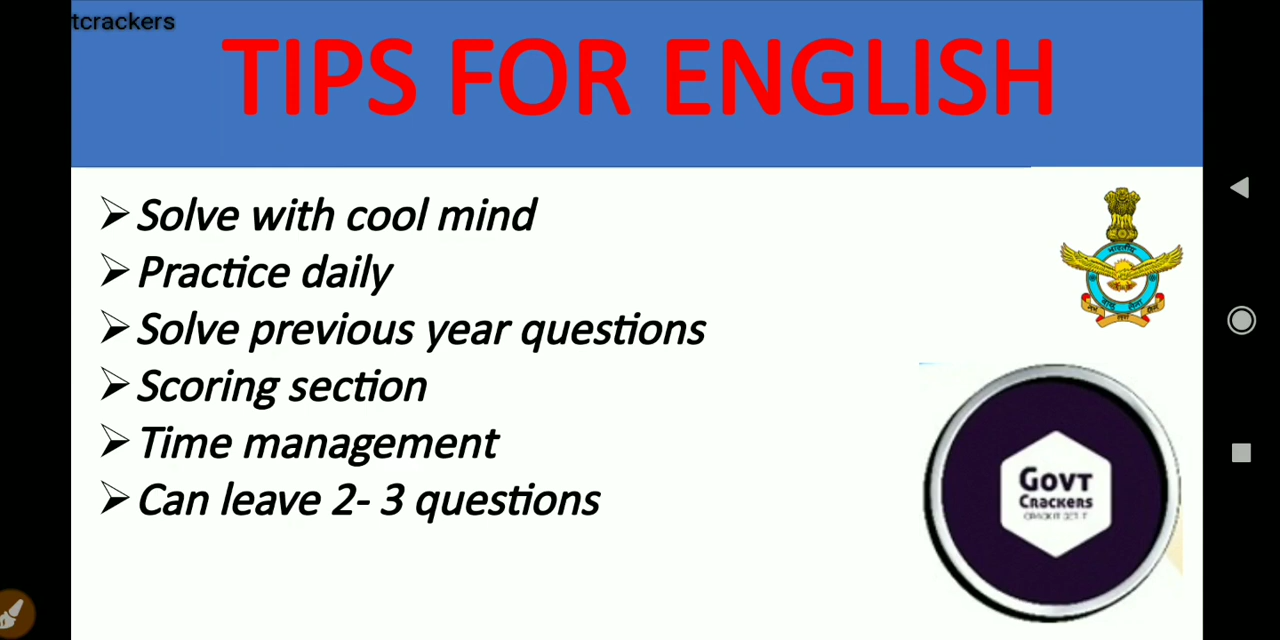 tcrackers
TIPS FOR ENGLISH
➢ Solve with cool mind
➢ Practice daily
➢ Solve previous year questions
➢ Scoring section
➢ Time management
➢ Can leave 2- 3 questions
GOVT
CRACKERS